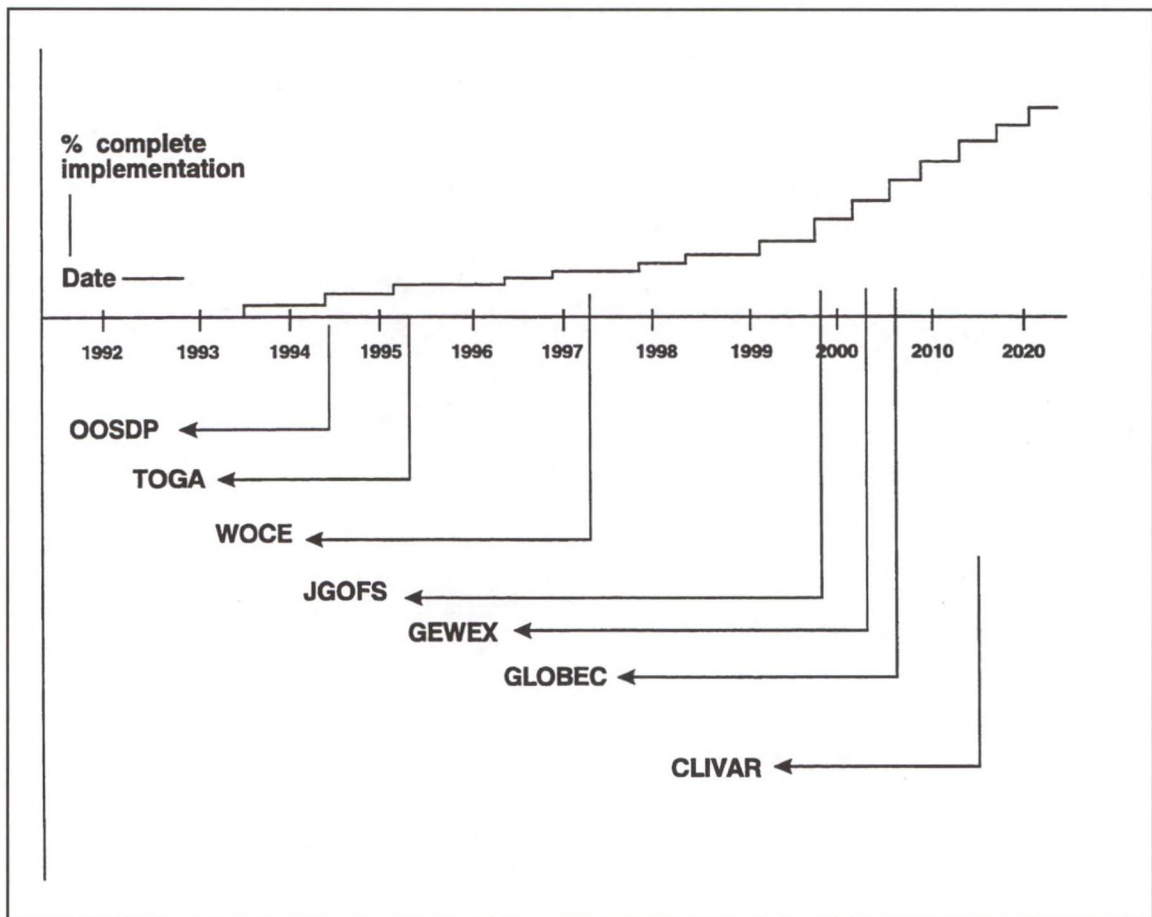 % complete
implementation
Date
1992 1993 1994 1995 1996 1997 1998 1999 2000 2010 2020
OOSDP
TOGA
WOCE
JGOFS
GEWEX
GLOBEC
CLIVAR